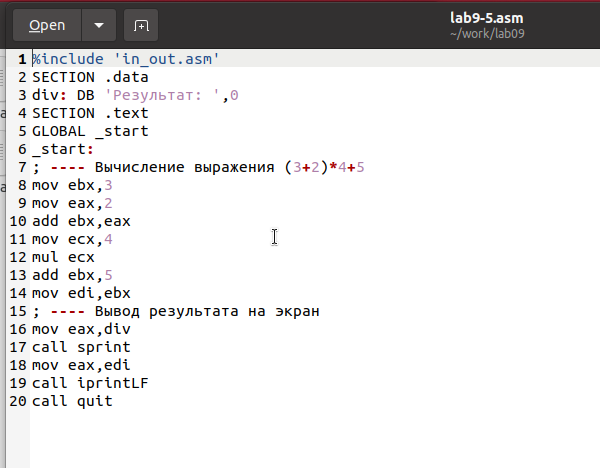 Open
lab9-5.asm
~/work/lab09
1 %include 'in_out.asm'
2 SECTION .data
3 div: DB 'Результат: ',0
4 SECTION .text
5 GLOBAL _start
6 _start:
7 ; ---- Вычисление выражения (3+2)*4+5
8 mov ebx,3
9 mov eax,2
10 add ebx,eax
11 mov ecx,4
12 mul ecx
13 add ebx,5
14 mov edi,ebx
15 ; ---- Вывод результата на экран
16 mov eax,div
17 call sprint
18 mov eax,edi
19 call iprintLF
20 call quit